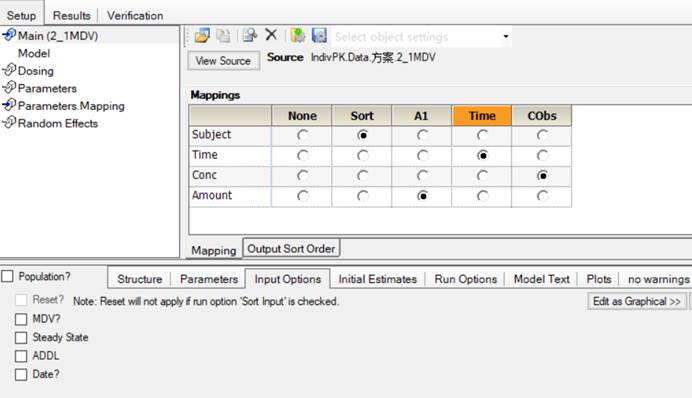 Setup Results Verification
Main (2_1MDV)
Model
Dosing
Parameters
Parameters.Mapping
Random Effects
Select object settings
View Source Source IndivPK.Data.方案.2_1MDV
Mappings
None Sort A1 Time CObs
Subject
Time
Conc
Amount
Mapping Output Sort Order
Population? Structure Parameters Input Options Initial Estimates Run Options Model Text Plots no warnings
Reset? Note: Reset will not apply if run option 'Sort Input' is checked. Edit as Graphical >>
MDV?
Steady State
ADDL
Date?